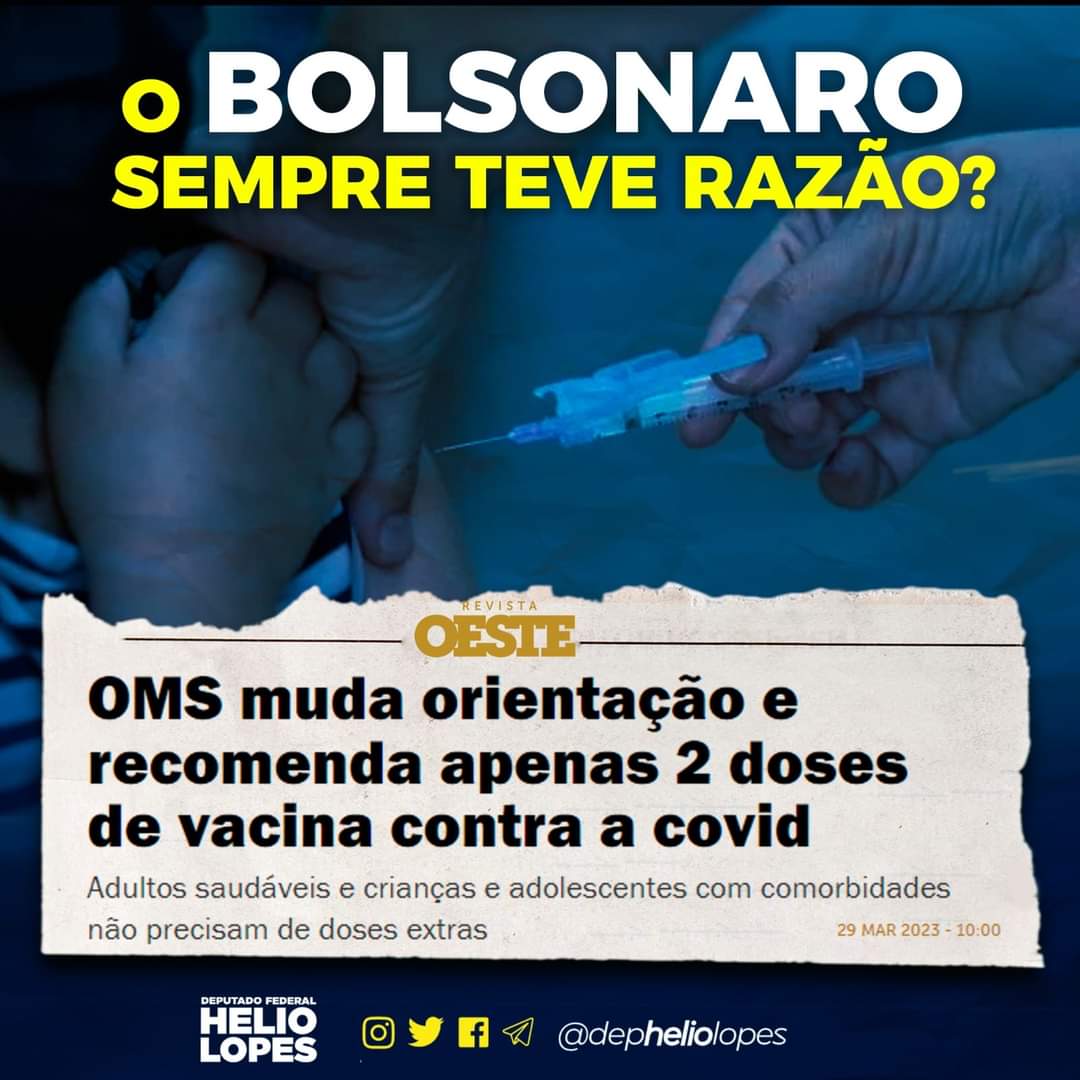 O BOLSONARO
SEMPRE TEVE RAZÃO?
REVISTA
OESTE
OMS muda orientação e
recomenda apenas 2 doses
de vacina contra a covid
Adultos saudáveis e crianças e adolescentes com comorbidades
não precisam de doses extras
29 MAR 2023 - 10:00
DEPUTADO FEDERAL
HELIO
LOPES
@depheliolopes